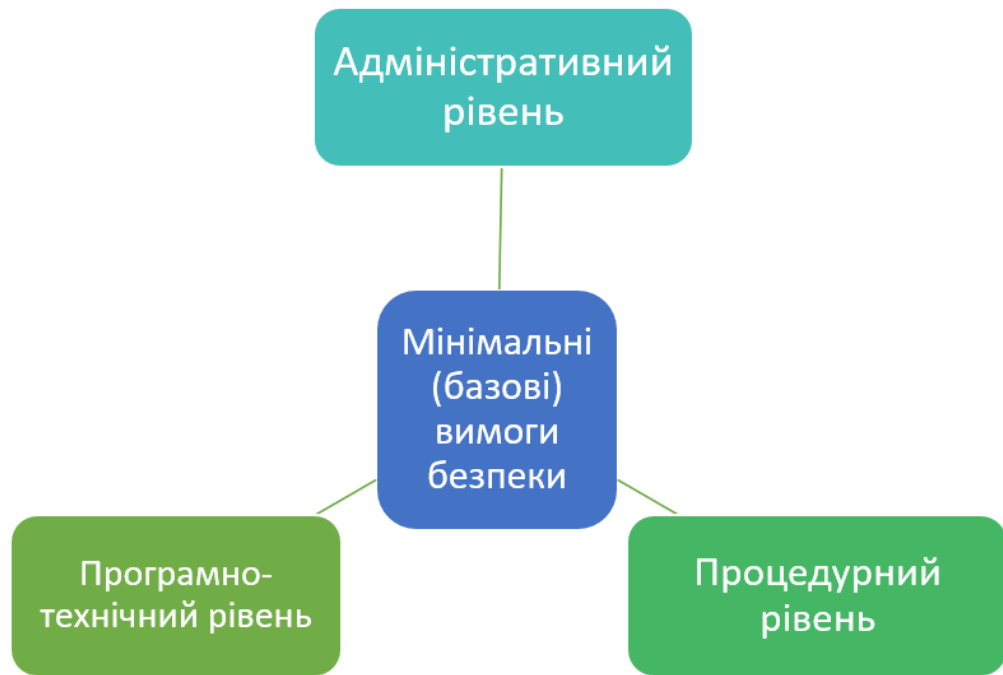 Адміністративний
рівень
Мінімальні
(базові)
вимоги
безпеки
Програмно-
технічний рівень
Процедурний
рівень